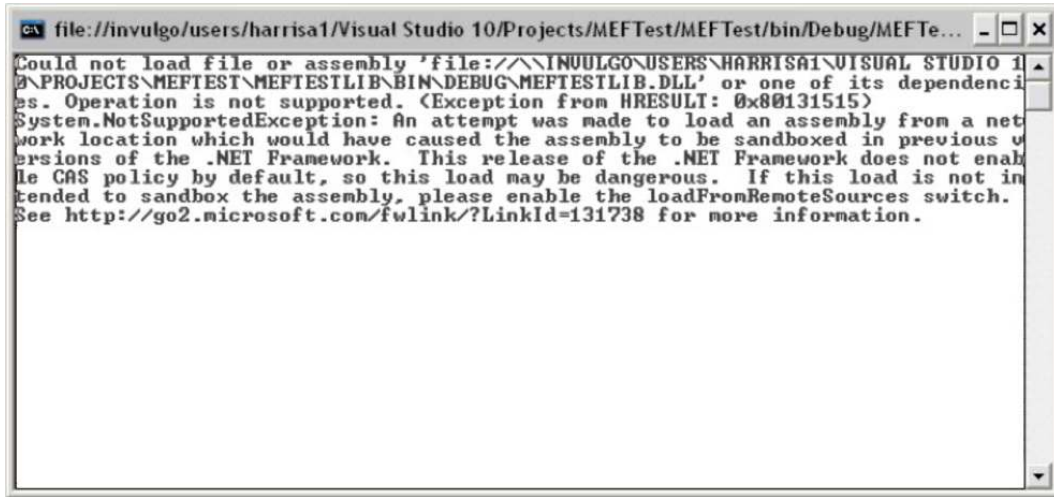 file://invulgo/users/harrisa1/Visual Studio 10/Projects/MEFTest/MEFTest/bin/Debug/MEFTe...
Could not load file or assembly 'file://\\INVULGO\USERS\HARRISA1\VISUAL STUDIO 1
0\PROJECTS\MEFTEST\MEFTESTLIB\BIN\DEBUG\MEFTESTLIB.DLL' or one of its dependenci
es. Operation is not supported. (Exception from HRESULT: 0x80131515)
System.NotSupportedException: An attempt was made to load an assembly from a net
work location which would have caused the assembly to be sandboxed in previous v
ersions of the .NET Framework.  This release of the .NET Framework does not enab
le CAS policy by default, so this load may be dangerous.  If this load is not in
tended to sandbox the assembly, please enable the loadFromRemoteSources switch.
See http://go2.microsoft.com/fwlink/?LinkId=131738 for more information.